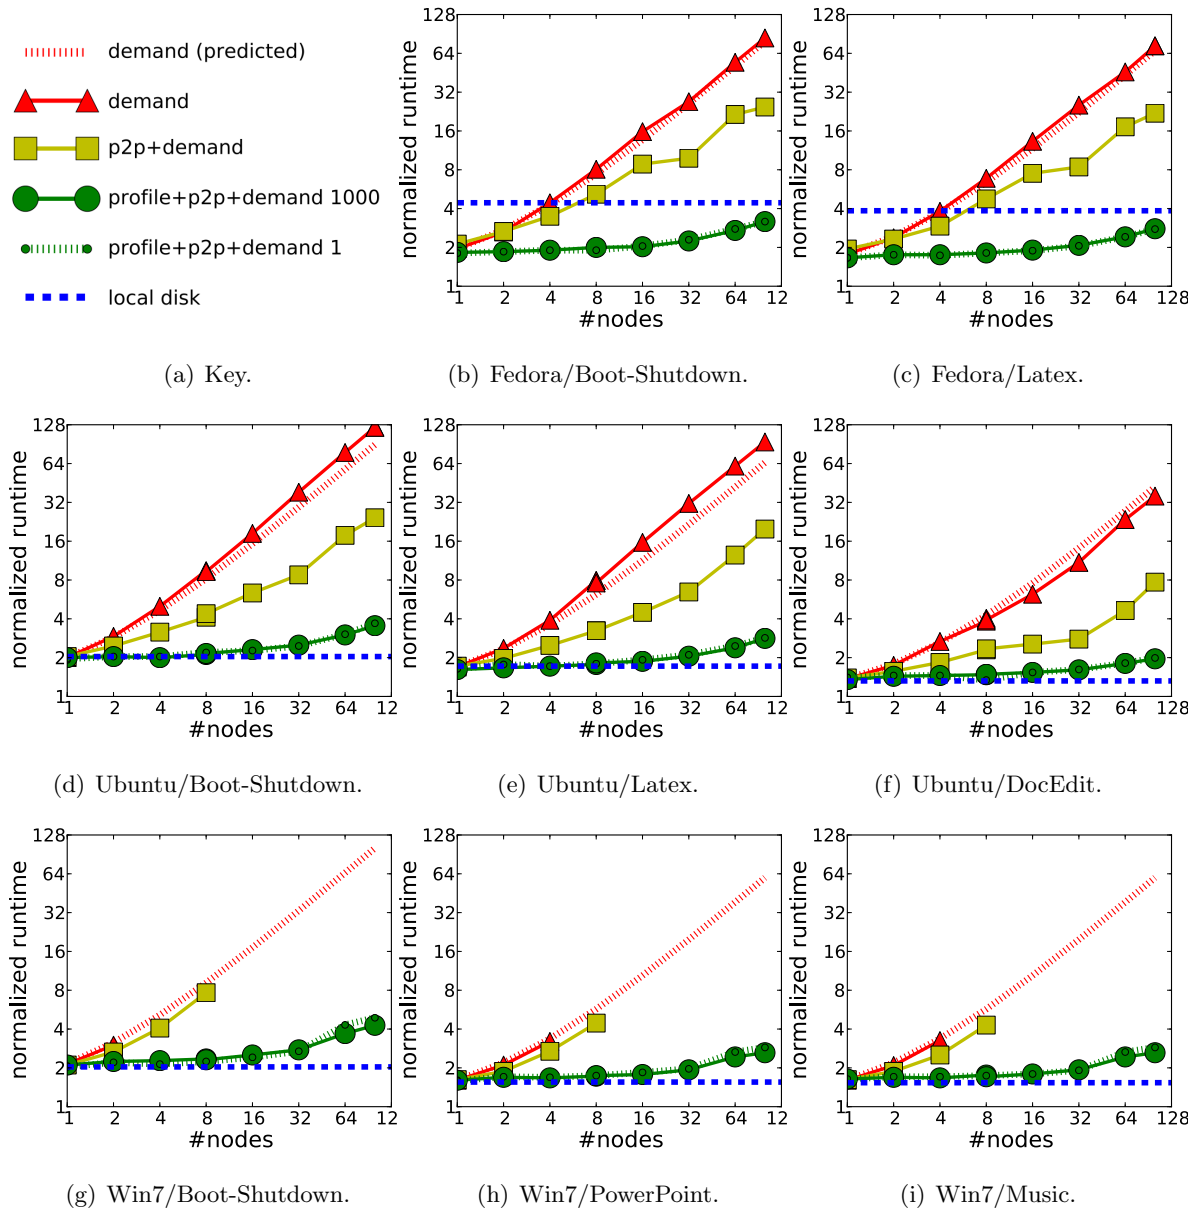 demand (predicted)
demand
p2p+demand
profile+p2p+demand 1000
profile+p2p+demand 1
local disk
(a) Key.
normalized runtime
128
64
32
16
8
4
2
1
1 2 4 8 16 32 64 12
#nodes
(b) Fedora/Boot-Shutdown.
normalized runtime
128
64
32
16
8
4
2
1
1 2 4 8 16 32 64 128
#nodes
(c) Fedora/Latex.
normalized runtime
128
64
32
16
8
4
2
1
1 2 4 8 16 32 64 12
#nodes
(d) Ubuntu/Boot-Shutdown.
normalized runtime
128
64
32
16
8
4
2
1
1 2 4 8 16 32 64 12
#nodes
(e) Ubuntu/Latex.
normalized runtime
128
64
32
16
8
4
2
1
1 2 4 8 16 32 64 128
#nodes
(f) Ubuntu/DocEdit.
normalized runtime
128
64
32
16
8
4
2
1
1 2 4 8 16 32 64 12
#nodes
(g) Win7/Boot-Shutdown.
normalized runtime
128
64
32
16
8
4
2
1
1 2 4 8 16 32 64 12
#nodes
(h) Win7/PowerPoint.
normalized runtime
128
64
32
16
8
4
2
1
1 2 4 8 16 32 64 128
#nodes
(i) Win7/Music.